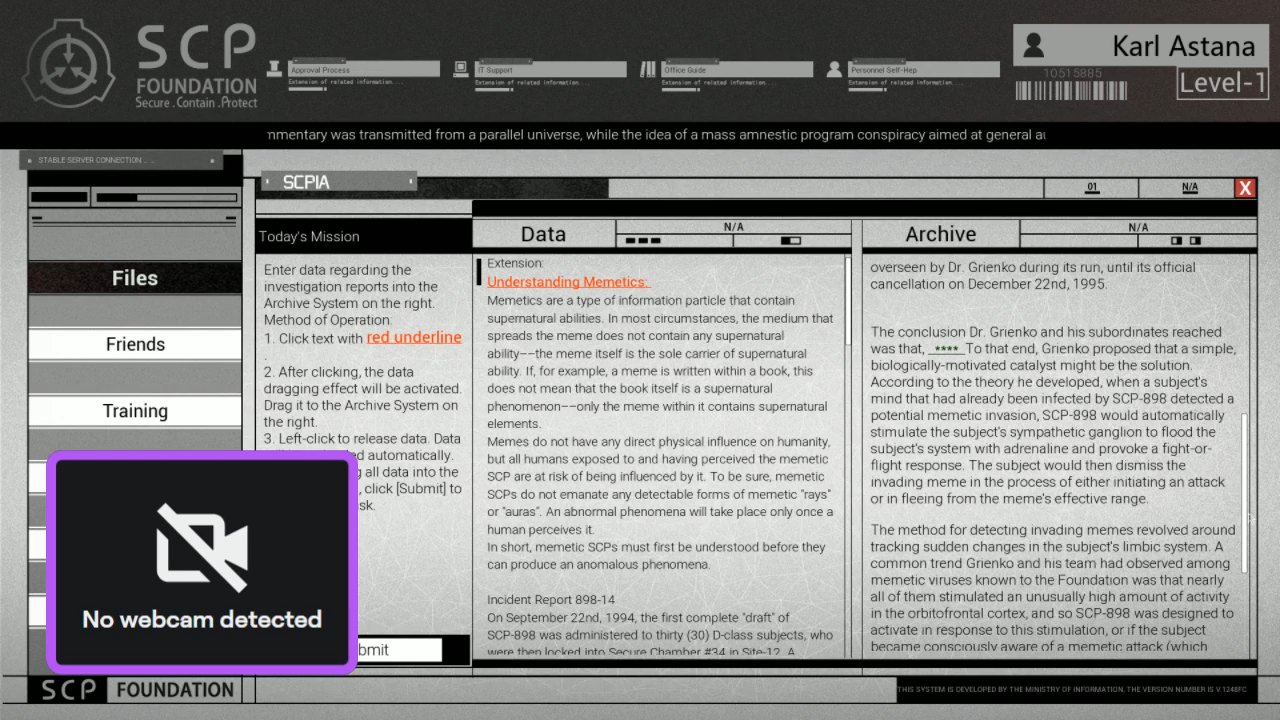 SCP
FOUNDATION
Secure .Contain .Protect
Approval Process
Extension of related information...
IT Support
Extension of related information...
Office Guide
Extension of related information...
Personnel Self-Hep
Extension of related information...
Karl Astana
10515885
Level-1
mmentary was transmitted from a parallel universe, while the idea of a mass amnestic program conspiracy aimed at general au
STABLE SERVER CONNECTION .. ...
Files
Friends
Training
SCPIA
01
N/A
X
Today's Mission
Enter data regarding the
investigation reports into the
Archive System on the right.
Method of Operation:
1. Click text with red underline
2. After clicking, the data
dragging effect will be activated.
Drag it to the Archive System on
the right.
3. Left-click to release data. Data
ed automatically.
g all data into the
, click [Submit] to
sk.
bmit
Data
N/A
Extension:
Understanding Memetics:
Memetics are a type of information particle that contain
supernatural abilities. In most circumstances, the medium that
spreads the meme does not contain any supernatural
ability––the meme itself is the sole carrier of supernatural
ability. If, for example, a meme is written within a book, this
does not mean that the book itself is a supernatural
phenomenon––only the meme within it contains supernatural
elements.
Memes do not have any direct physical influence on humanity,
but all humans exposed to and having perceived the memetic
SCP are at risk of being influenced by it. To be sure, memetic
SCPs do not emanate any detectable forms of memetic "rays"
or "auras". An abnormal phenomena will take place only once a
human perceives it.
In short, memetic SCPs must first be understood before they
can produce an anomalous phenomena.
Incident Report 898-14
On September 22nd, 1994, the first complete "draft" of
SCP-898 was administered to thirty (30) D-class subjects, who
were then locked into Secure Chamber #34 in Site-12. A
Archive
N/A
overseen by Dr. Grienko during its run, until its official
cancellation on December 22nd, 1995.
The conclusion Dr. Grienko and his subordinates reached
was that, **** To that end, Grienko proposed that a simple,
biologically-motivated catalyst might be the solution.
According to the theory he developed, when a subject's
mind that had already been infected by SCP-898 detected a
potential memetic invasion, SCP-898 would automatically
stimulate the subject's sympathetic ganglion to flood the
subject's system with adrenaline and provoke a fight-or-
flight response. The subject would then dismiss the
invading meme in the process of either initiating an attack
or in fleeing from the meme's effective range.
The method for detecting invading memes revolved around
tracking sudden changes in the subject's limbic system. A
common trend Grienko and his team had observed among
memetic viruses known to the Foundation was that nearly
all of them stimulated an unusually high amount of activity
in the orbitofrontal cortex, and so SCP-898 was designed to
activate in response to this stimulation, or if the subject
became consciously aware of a memetic attack (which
No webcam detected
SCP FOUNDATION
THIS SYSTEM IS DEVELOPED BY THE MINISTRY OF INFORMATION, THE VERSION NUMBER IS V.1248FC